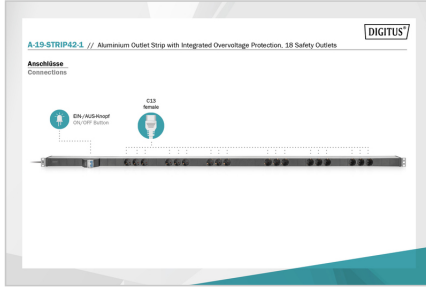 DIGITUS®
A-19-STRIP42-1 // Aluminium Outlet Strip with Integrated Overvoltage Protection, 18 Safety Outlets
Anschlüsse
Connections
C13
female
EIN-/AUS-Knopf
ON/OFF Button